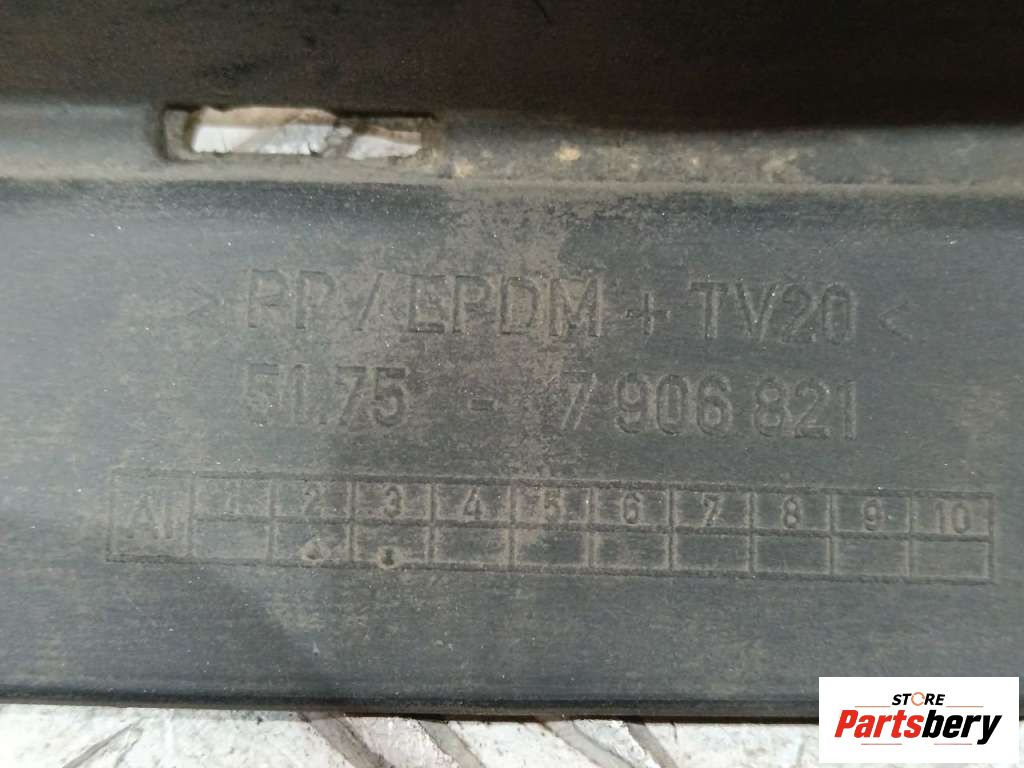 > PP / EPDM + TV20 <
51.75 - 7 906 821
AI 1 2 3 4 5 6 7 8 9 10
STORE
Partsbery